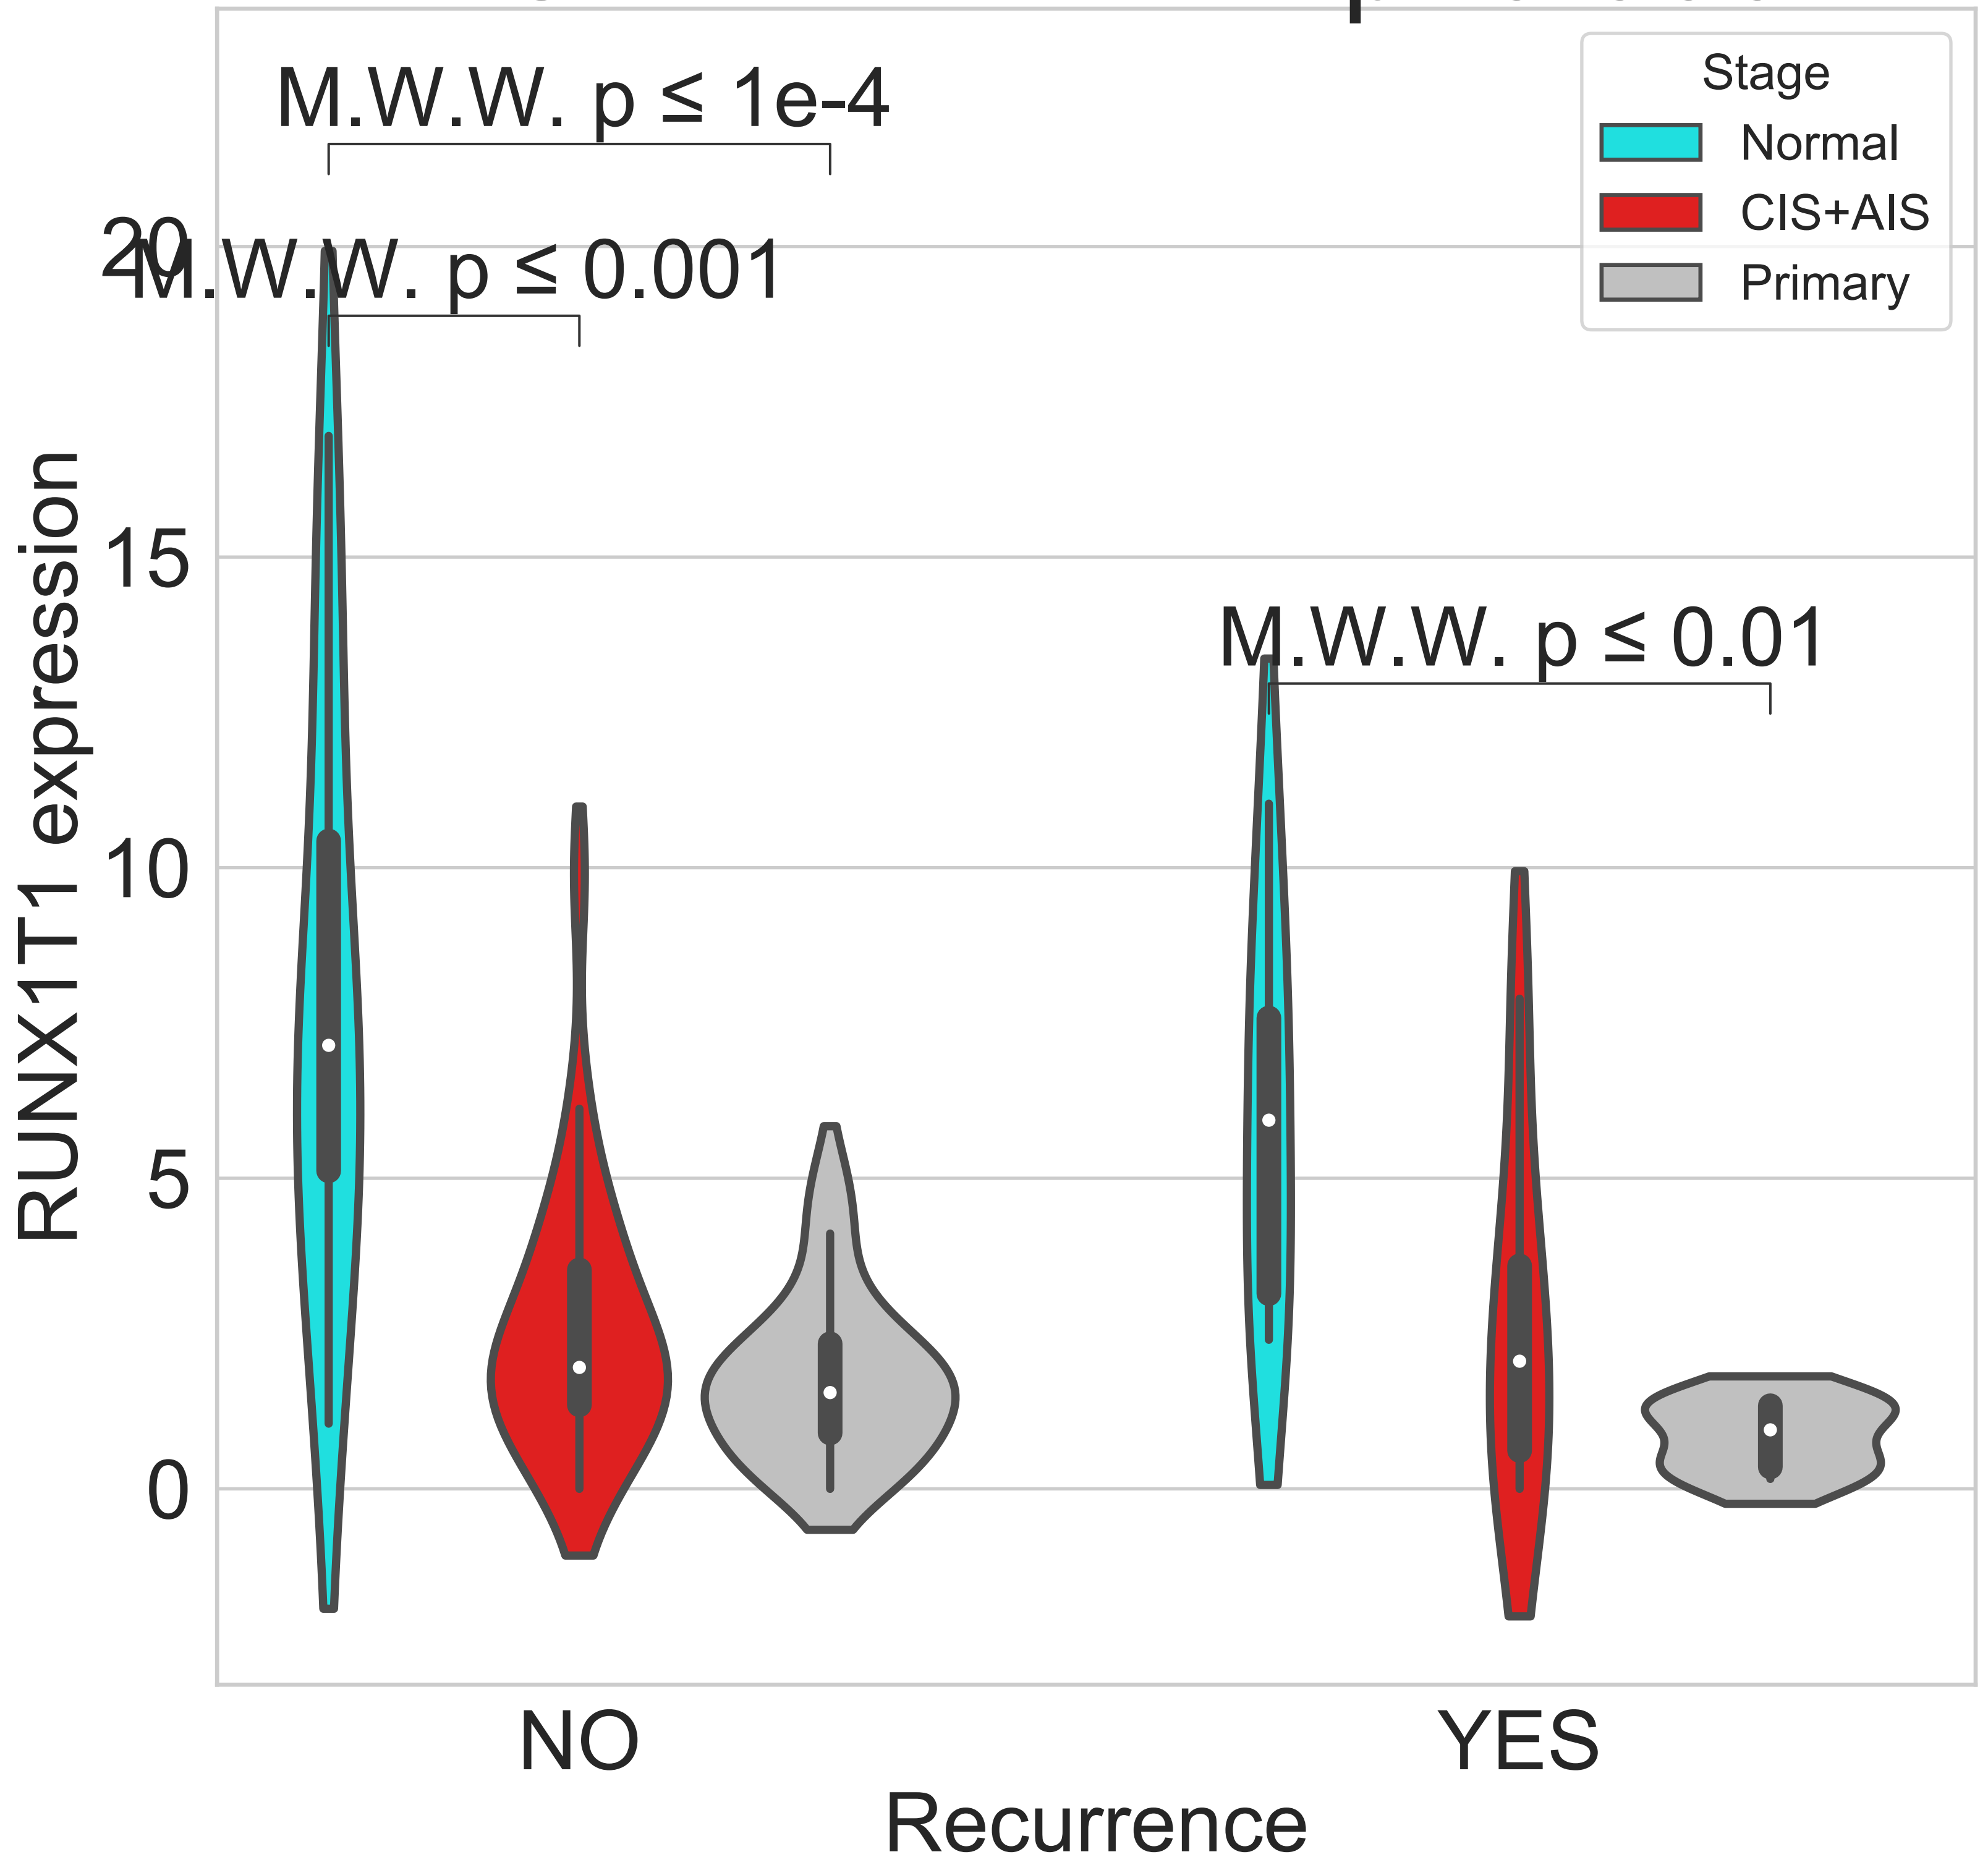 M.W.W. p ≤ 1e-4
Stage
Normal
CIS+AIS
Primary
20
M.W.W. p ≤ 0.001
15
M.W.W. p ≤ 0.01
10
5
0
RUNX1T1 expression
NO
YES
Recurrence